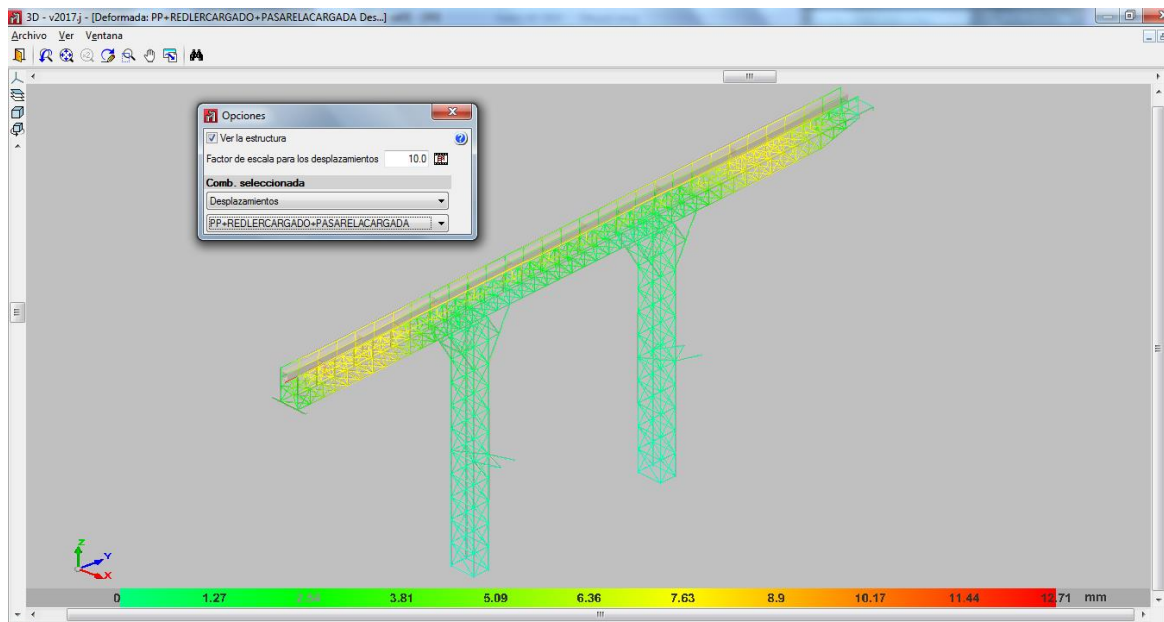 3D - v2017.j - [Deformada: PP+REDLERCARGADO+PASARELACARGADA Des...]
Archivo Ver Ventana
Opciones
Ver la estructura
Factor de escala para los desplazamientos 10.0
Comb. seleccionada
Desplazamientos
PP+REDLERCARGADO+PASARELACARGADA
Z
Y
X
0 1.27 3.81 5.09 6.36 7.63 8.9 10.17 11.44 12.71 mm